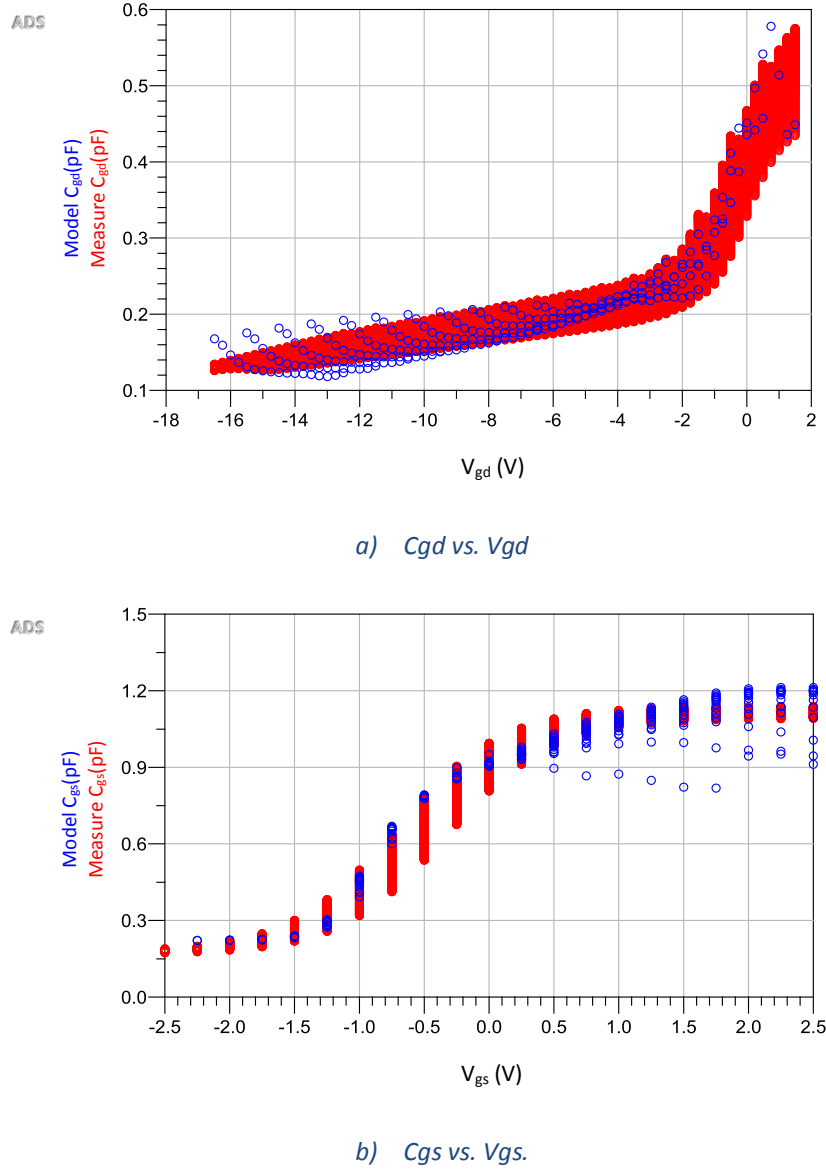 ADS
0.6
0.5
0.4
0.3
0.2
0.1
Model Cgd(pF)
Measure Cgd(pF)
-18 -16 -14 -12 -10 -8 -6 -4 -2 0 2
Vgd (V)
a) Cgd vs. Vgd
ADS
1.5
1.2
0.9
0.6
0.3
0.0
Model Cgs(pF)
Measure Cgs(pF)
-2.5 -2.0 -1.5 -1.0 -0.5 0.0 0.5 1.0 1.5 2.0 2.5
Vgs (V)
b) Cgs vs. Vgs.